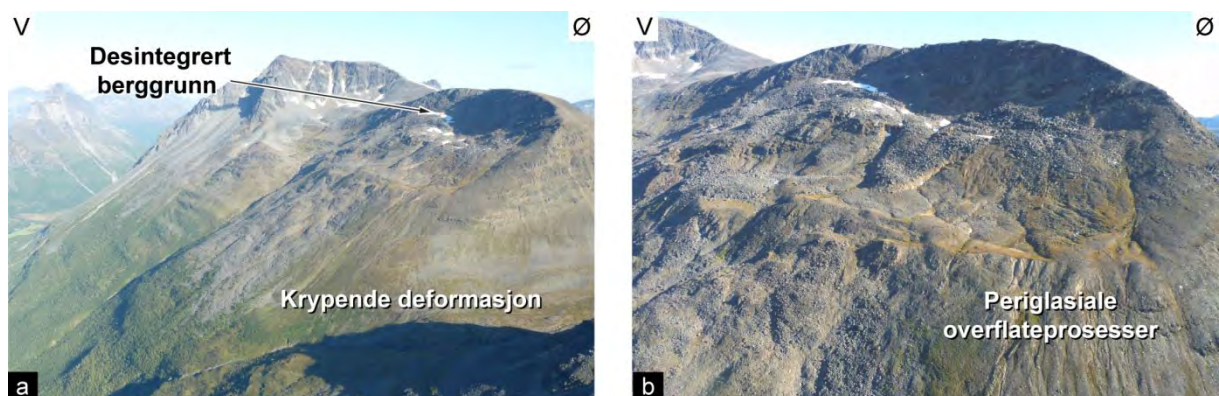 V
Ø
Desintegrert
berggrunn
Krypende deformasjon
a
V
Ø
Periglasiale
overflateprosesser
b